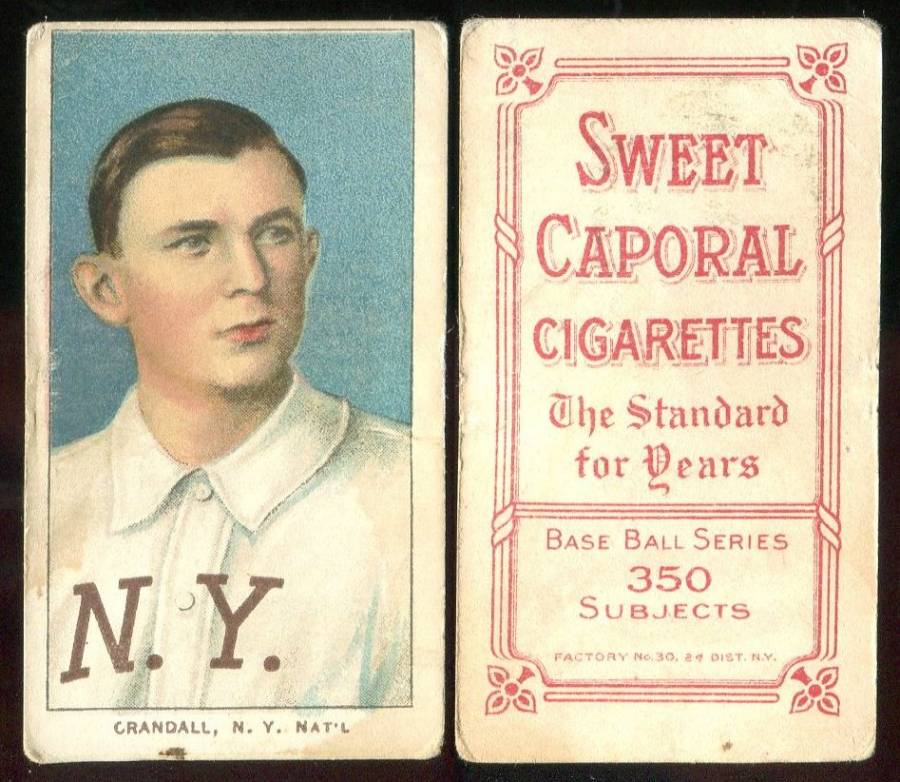 N. Y.
CRANDALL, N. Y. NAT'L
SWEET
CAPORAL
CIGARETTES
The Standard
for Years
BASE BALL SERIES
350
SUBJECTS
FACTORY No. 30, 2d DIST. N.Y.